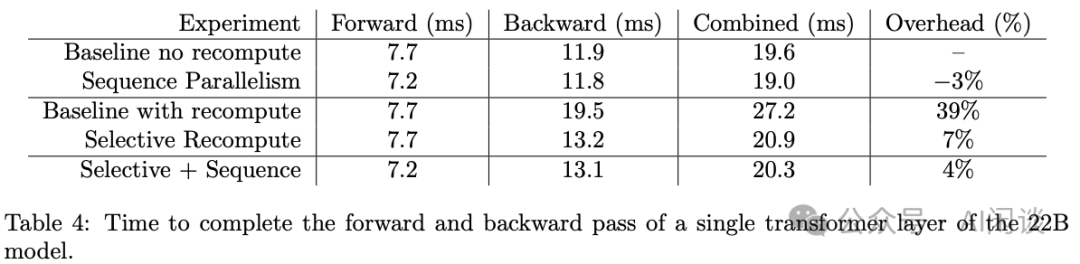 Experiment Forward (ms) Backward (ms) Combined (ms) Overhead (%)
Baseline no recompute 7.7 11.9 19.6 –
Sequence Parallelism 7.2 11.8 19.0 −3%
Baseline with recompute 7.7 19.5 27.2 39%
Selective Recompute 7.7 13.2 20.9 7%
Selective + Sequence 7.2 13.1 20.3 4%
Table 4: Time to complete the forward and backward pass of a single transformer layer of the 22B
model.
公众号 AI闲谈